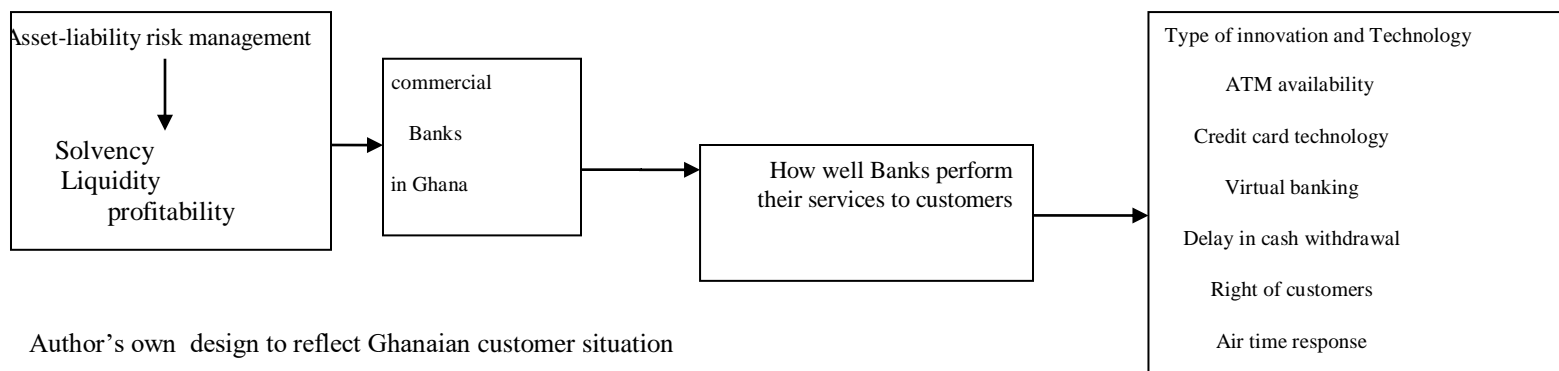 Asset-liability risk management
Solvency
Liquidity
profitability
commercial
Banks
in Ghana
How well Banks perform
their services to customers
Type of innovation and Technology
ATM availability
Credit card technology
Virtual banking
Delay in cash withdrawal
Right of customers
Air time response
Author’s own design to reflect Ghanaian customer situation